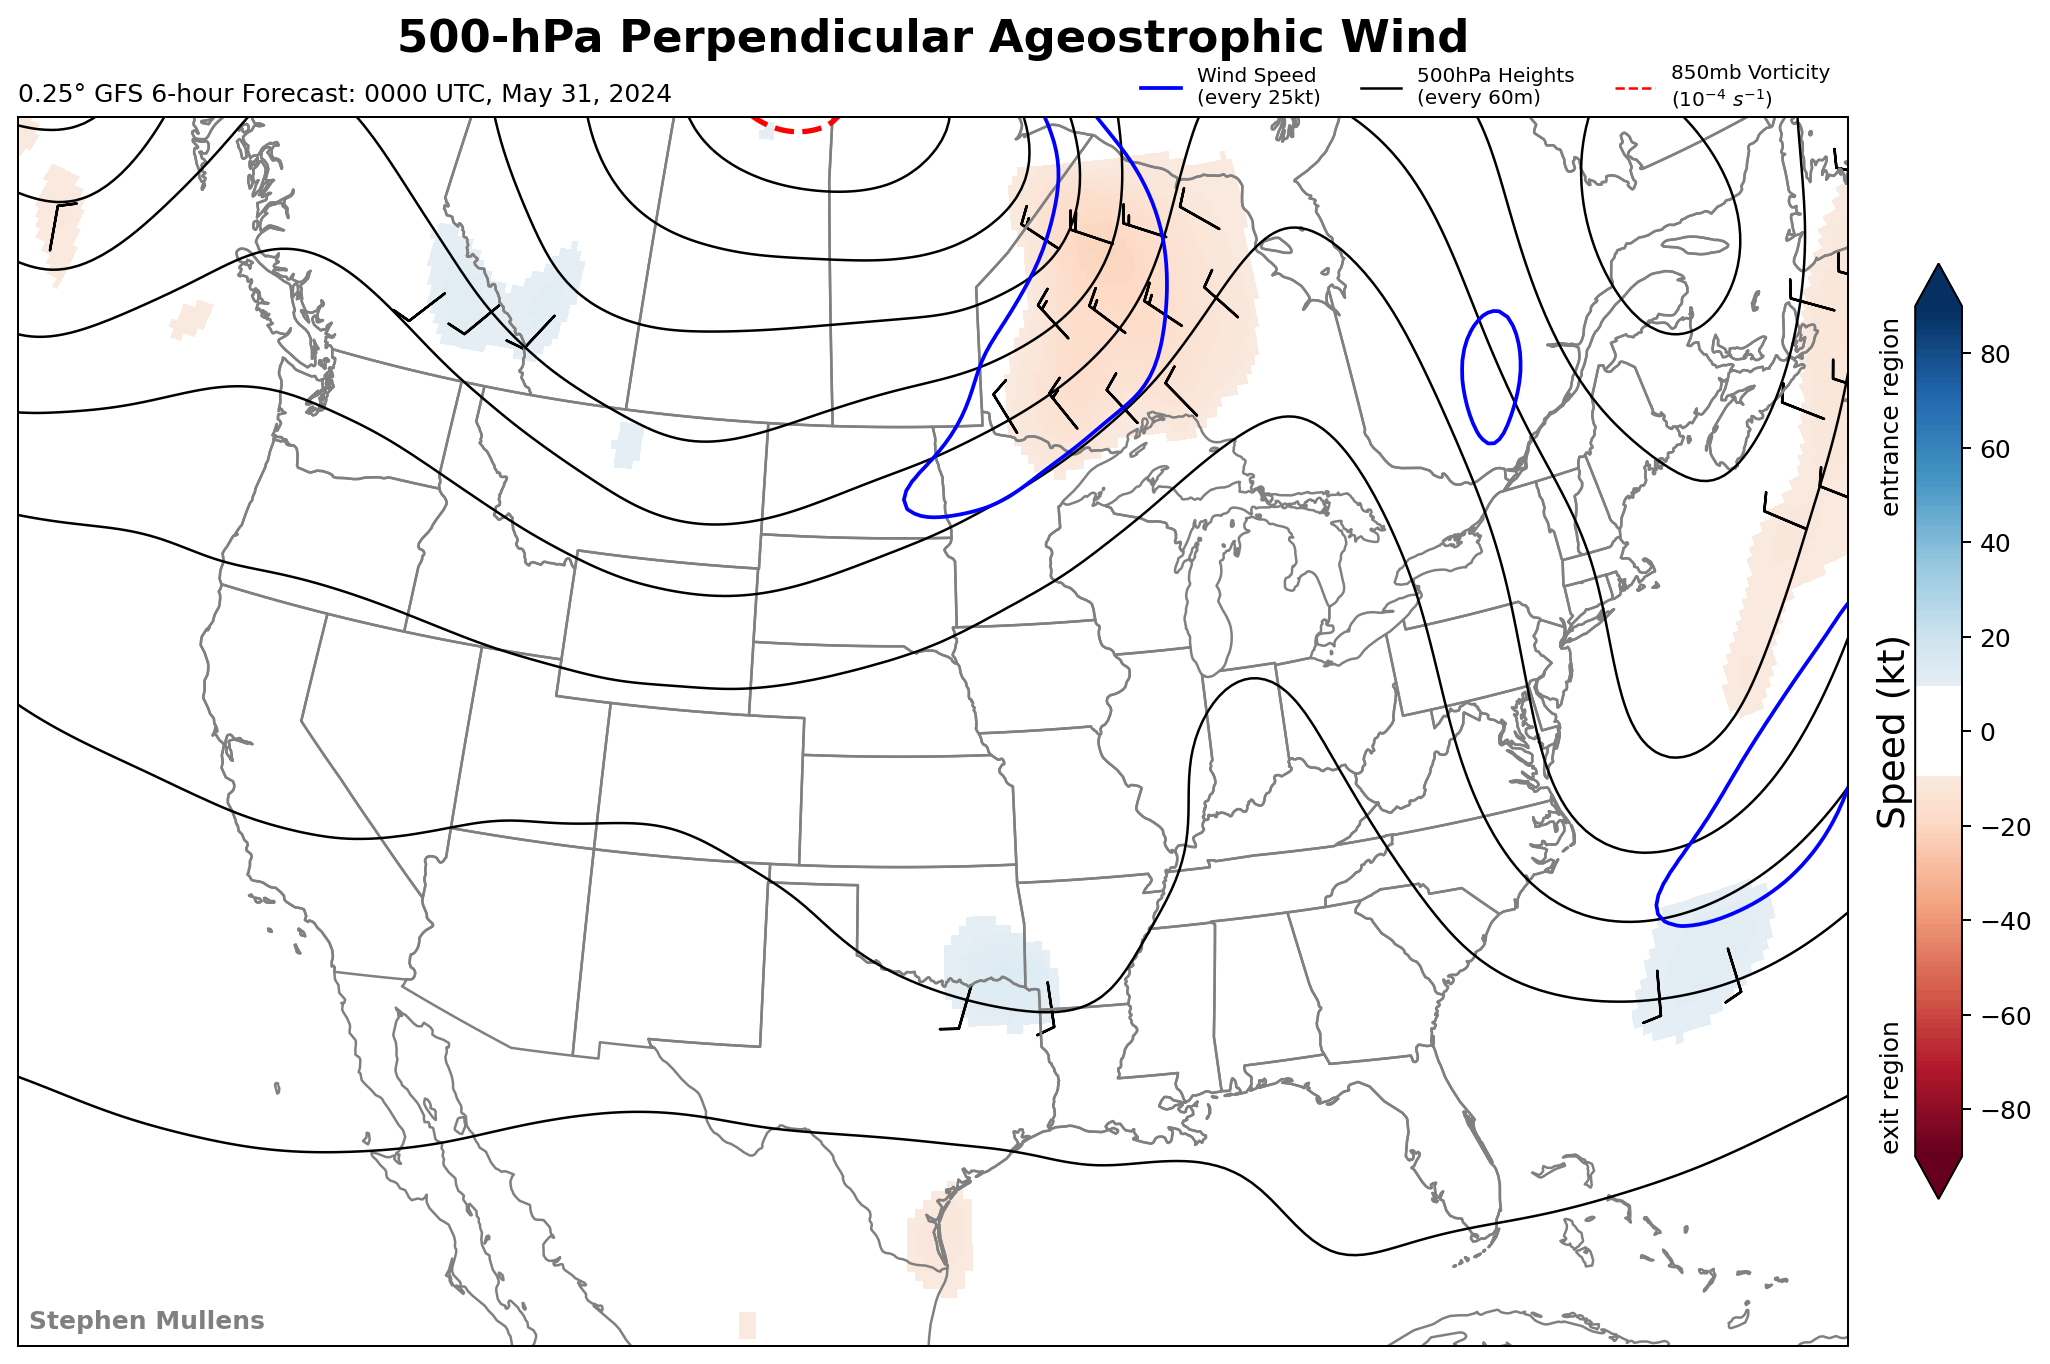 500-hPa Perpendicular Ageostrophic Wind
0.25° GFS 6-hour Forecast: 0000 UTC, May 31, 2024
Wind Speed
(every 25kt)
500hPa Heights
(every 60m)
850mb Vorticity
(10⁻⁴ s⁻¹)
entrance region
Speed (kt)
exit region
80
60
40
20
0
−20
−40
−60
−80
Stephen Mullens